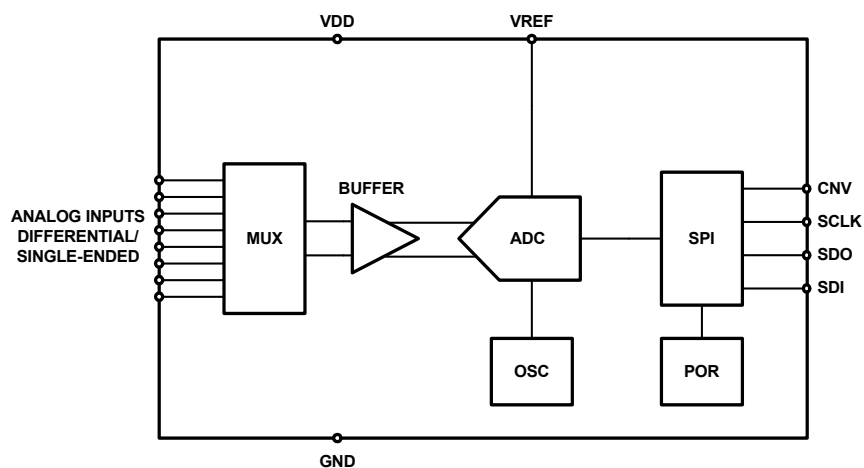 VDD
VREF
BUFFER
ANALOG INPUTS
DIFFERENTIAL/
SINGLE-ENDED
MUX
ADC
SPI
CNV
SCLK
SDO
SDI
OSC
POR
GND